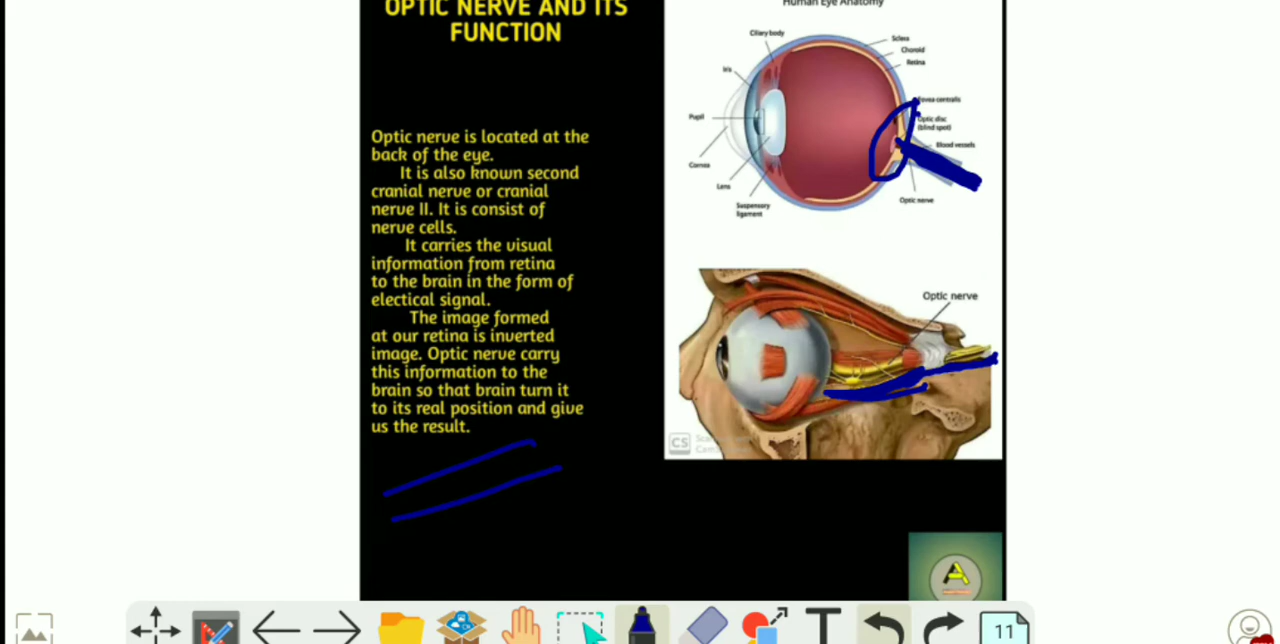 OPTIC NERVE AND ITS
FUNCTION
Optic nerve is located at the
back of the eye.
It is also known second
cranial nerve or cranial
nerve II. It is consist of
nerve cells.
It carries the visual
information from retina
to the brain in the form of
electical signal.
The image formed
at our retina is inverted
image. Optic nerve carry
this information to the
brain so that brain turn it
to its real position and give
us the result.
Human Eye Anatomy
Ciliary body
Sclera
Choroid
Retina
Iris
Fovea centralis
Pupil
Optic disc
(blind spot)
Blood vessels
Cornea
Lens
Optic nerve
Suspensory
ligament
Optic nerve
CS
A
T
11